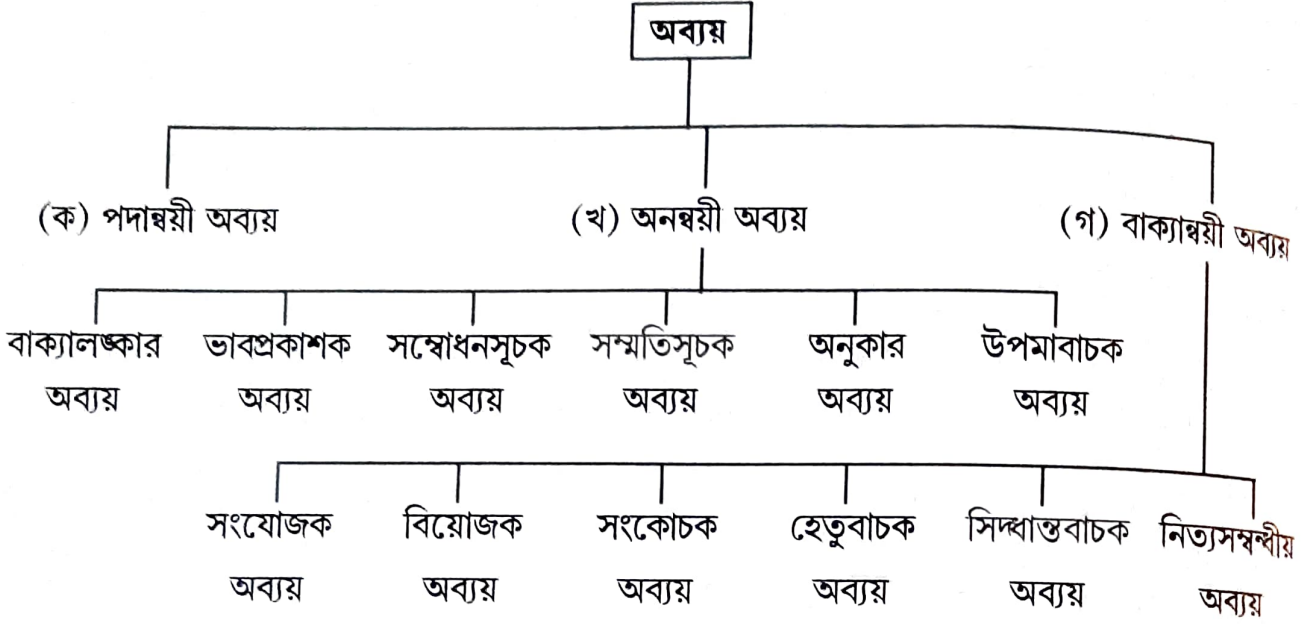 অব্যয়
(ক) পদান্বয়ী অব্যয় (খ) অনন্বয়ী অব্যয় (গ) বাক্যান্বয়ী অব্যয়
বাক্যালঙ্কার ভাবপ্রকাশক সম্বোধনসূচক সম্মতিসূচক অনুকার উপমাবাচক
অব্যয় অব্যয় অব্যয় অব্যয় অব্যয় অব্যয়
সংযোজক বিয়োজক সংকোচক হেতুবাচক সিদ্ধান্তবাচক নিত্যসম্বন্ধীয়
অব্যয় অব্যয় অব্যয় অব্যয় অব্যয় অব্যয়